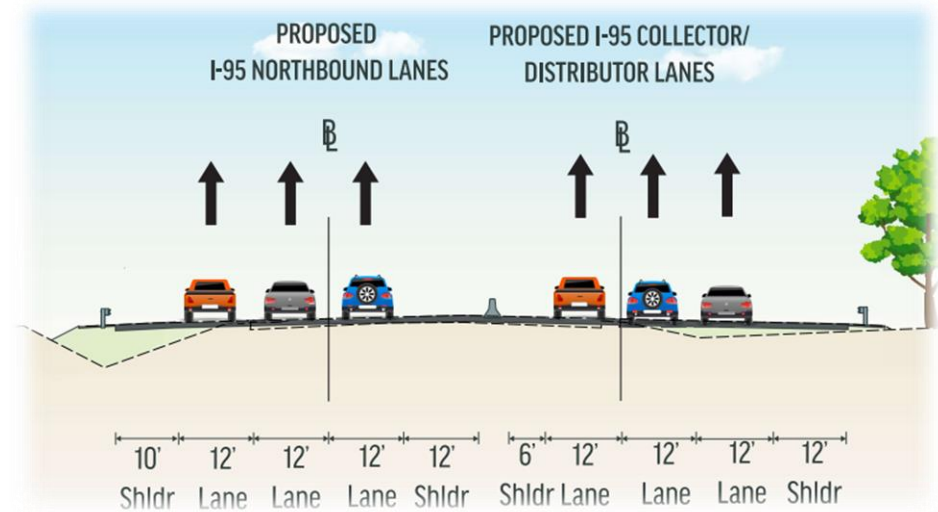 PROPOSED
I-95 NORTHBOUND LANES
PROPOSED I-95 COLLECTOR/
DISTRIBUTOR LANES
BL
BL
10' 12' 12' 12' 12' 6' 12' 12' 12' 12'
Shldr Lane Lane Lane Shldr Shldr Lane Lane Lane Shldr